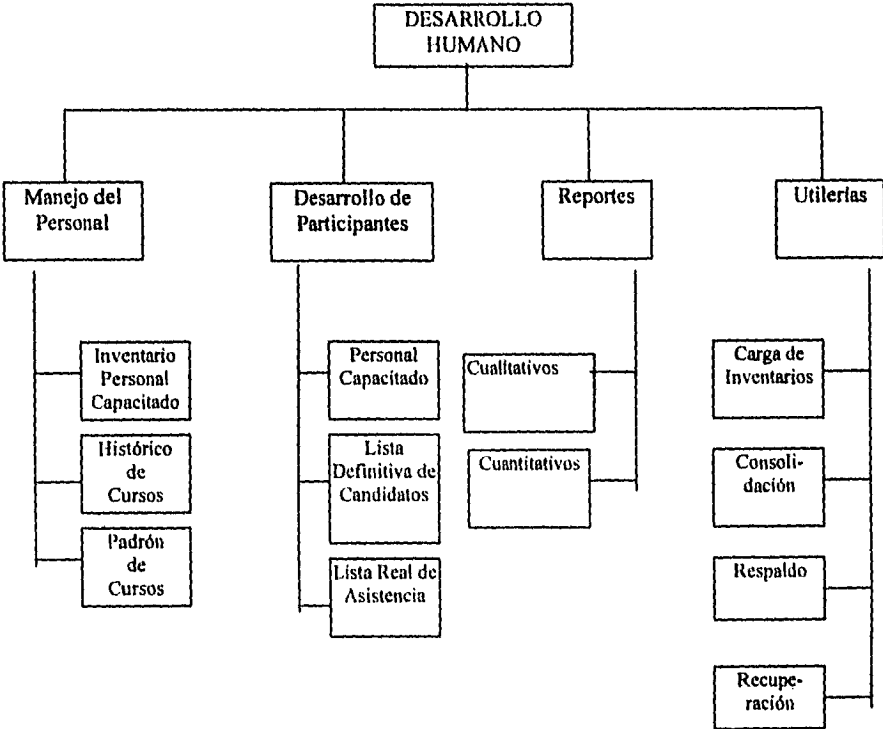 DESARROLLO
HUMANO
Manejo del
Personal
Desarrollo de
Participantes
Reportes
Utilerías
Inventario
Personal
Capacitado
Histórico
de
Cursos
Padrón
de
Cursos
Personal
Capacitado
Lista
Definitiva de
Candidatos
Lista Real de
Asistencia
Cualitativos
Cuantitativos
Carga de
Inventarios
Consoli-
dación
Respaldo
Recupe-
ración